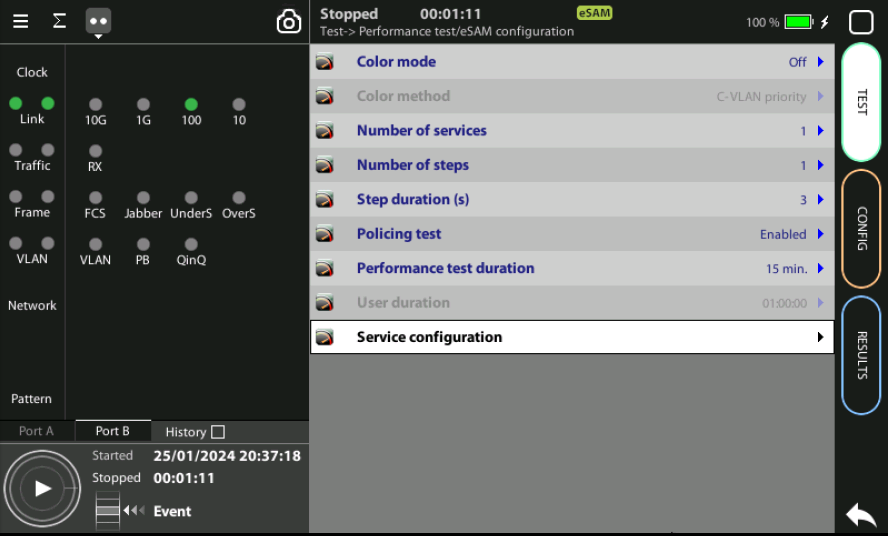 Stopped 00:01:11 eSAM
Test-> Performance test/eSAM configuration
100 %
Clock
Link
10G 1G 100 10
Traffic
RX
Frame
FCS Jabber UnderS OverS
VLAN
VLAN PB QinQ
Network
Pattern
Port A Port B History
Started 25/01/2024 20:37:18
Stopped 00:01:11
Event
Color mode Off
Color method C-VLAN priority
Number of services 1
Number of steps 1
Step duration (s) 3
Policing test Enabled
Performance test duration 15 min.
User duration 01:00:00
Service configuration
TEST
CONFIG
RESULTS